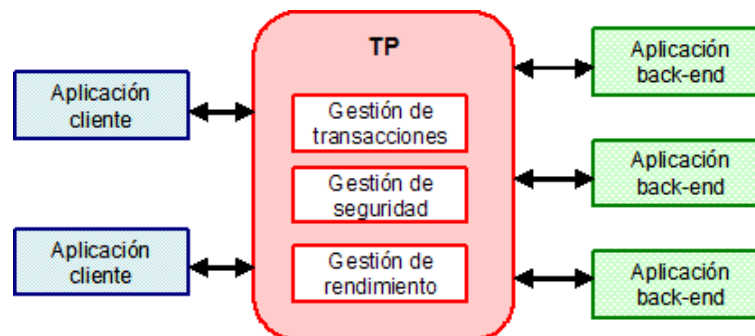 TP
Aplicación
cliente
Aplicación
cliente
Gestión de
transacciones
Gestión de
seguridad
Gestión de
rendimiento
Aplicación
back-end
Aplicación
back-end
Aplicación
back-end